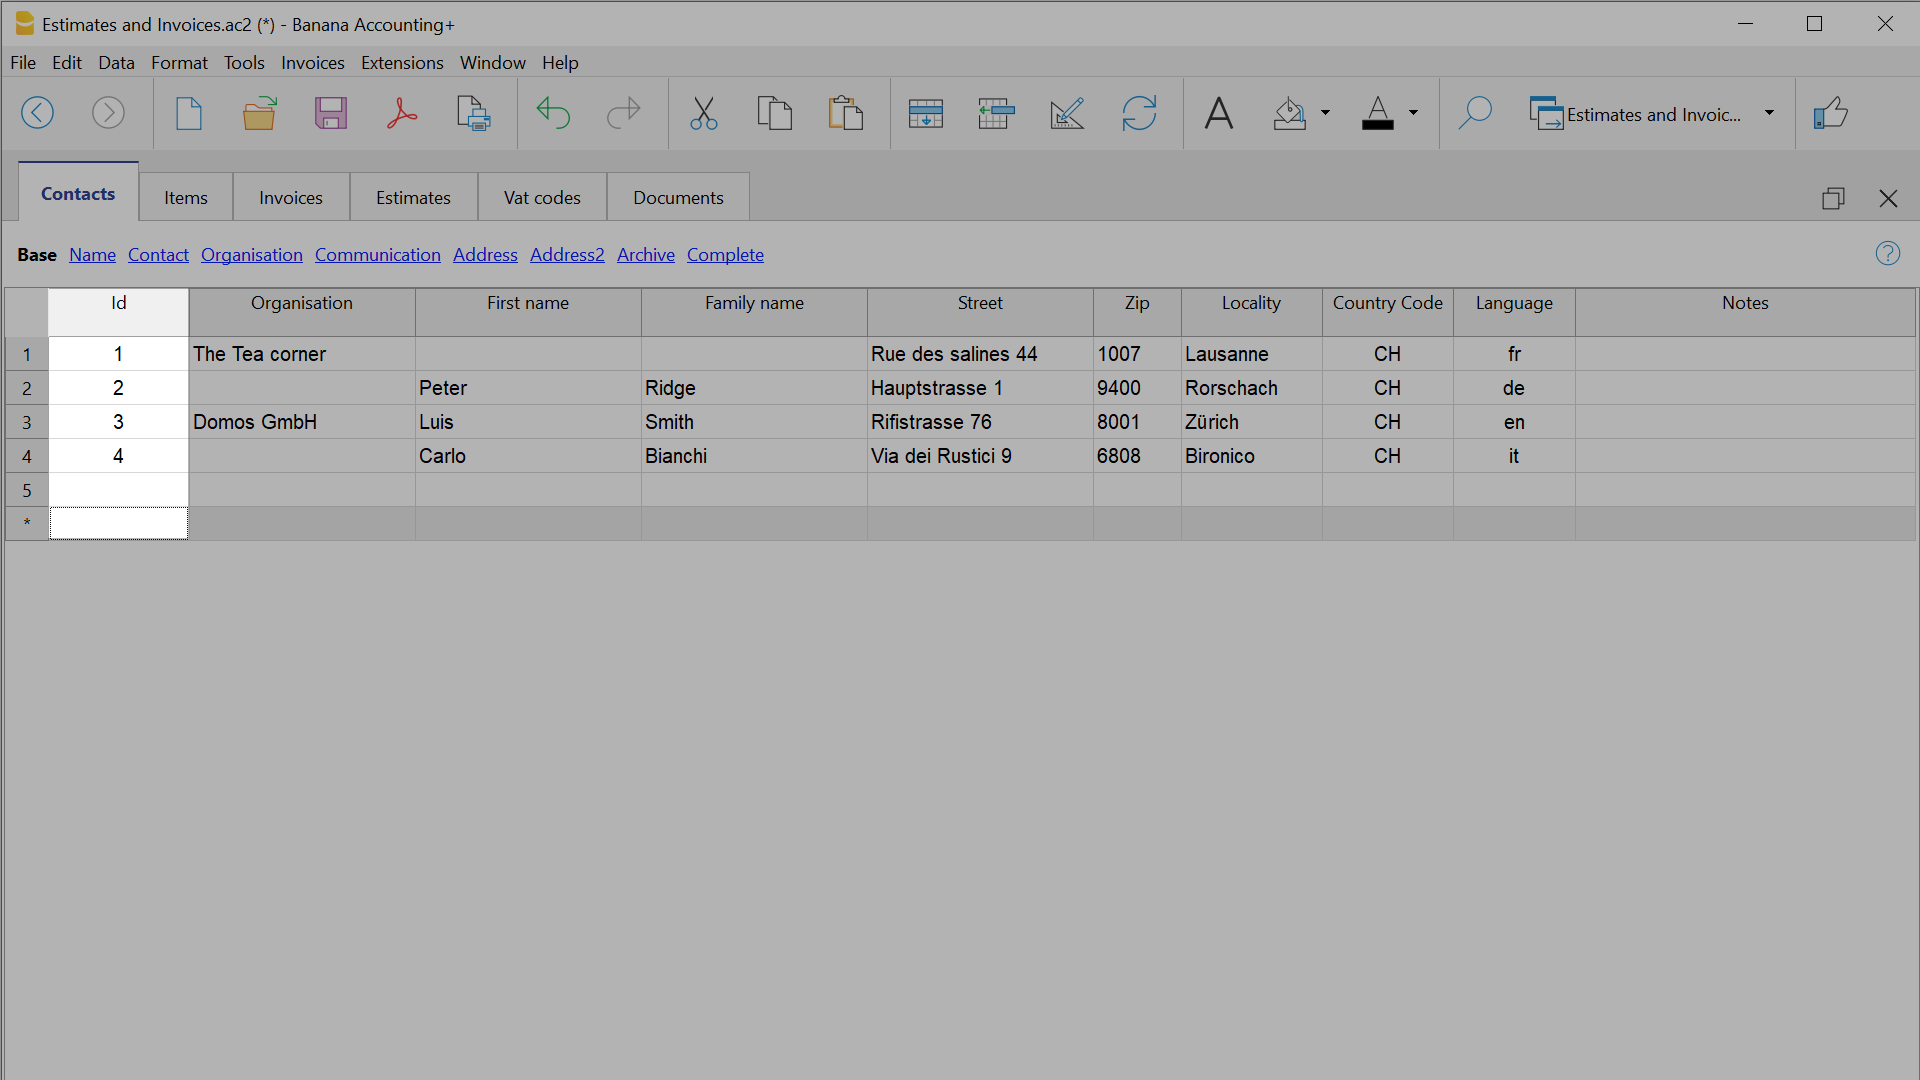 Estimates and Invoices.ac2 (*) - Banana Accounting+
File Edit Data Format Tools Invoices Extensions Window Help
Estimates and Invoic...
Contacts Items Invoices Estimates Vat codes Documents
Base Name Contact Organisation Communication Address Address2 Archive Complete ?
Id Organisation First name Family name Street Zip Locality Country Code Language Notes
1 1 The Tea corner Rue des salines 44 1007 Lausanne CH fr
2 2 Peter Ridge Hauptstrasse 1 9400 Rorschach CH de
3 3 Domos GmbH Luis Smith Rifistrasse 76 8001 Zürich CH en
4 4 Carlo Bianchi Via dei Rustici 9 6808 Bironico CH it
5
*